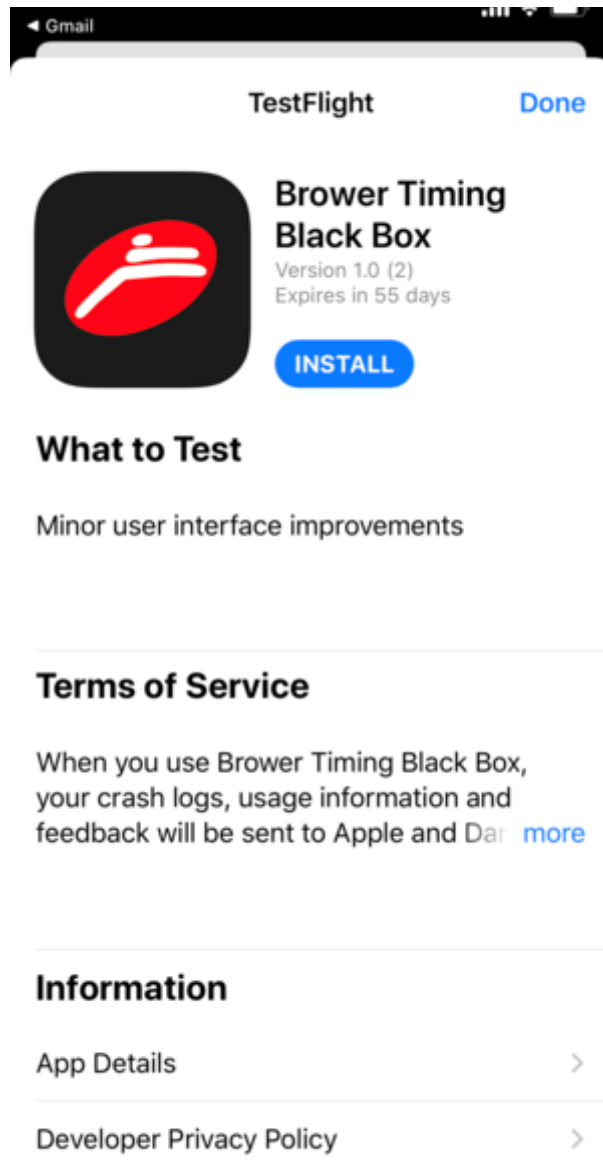 Gmail
TestFlight
Done
Brower Timing
Black Box
Version 1.0 (2)
Expires in 55 days
INSTALL
What to Test
Minor user interface improvements
Terms of Service
When you use Brower Timing Black Box,
your crash logs, usage information and
feedback will be sent to Apple and more
Information
App Details
Developer Privacy Policy